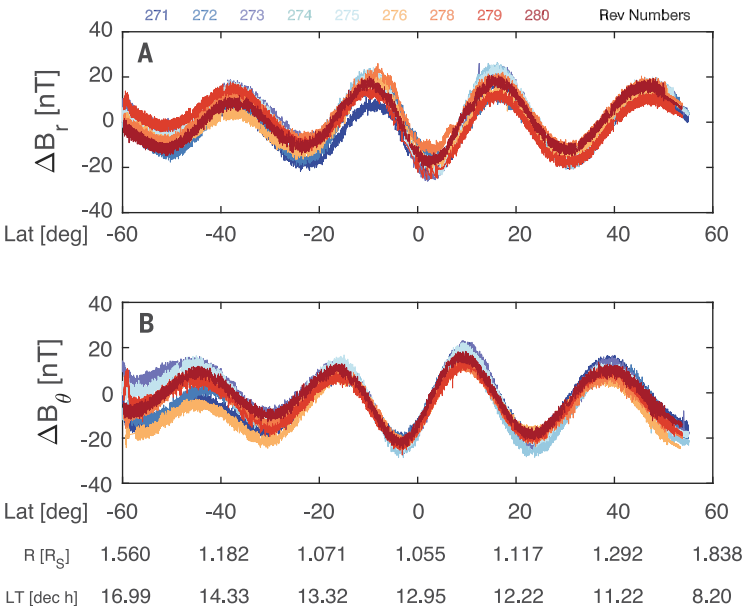 271 272 273 274 275 276 278 279 280 Rev Numbers
A
40
20
0
-20
-40
ΔB_r [nT]
Lat [deg] -60 -40 -20 0 20 40 60
B
40
20
0
-20
-40
ΔB_θ [nT]
Lat [deg] -60 -40 -20 0 20 40 60
R [R_S] 1.560 1.182 1.071 1.055 1.117 1.292 1.838
LT [dec h] 16.99 14.33 13.32 12.95 12.22 11.22 8.20